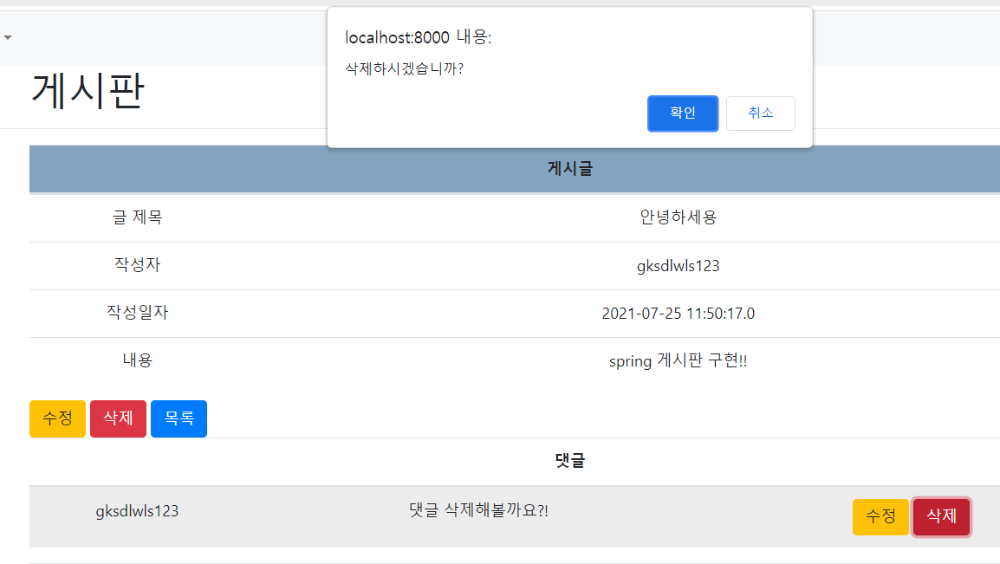 localhost:8000 내용:
삭제하시겠습니까?
확인 취소
게시판
게시글
글 제목 안녕하세용
작성자 gksdlwls123
작성일자 2021-07-25 11:50:17.0
내용 spring 게시판 구현!!
수정 삭제 목록
댓글
gksdlwls123 댓글 삭제해볼까요?! 수정 삭제